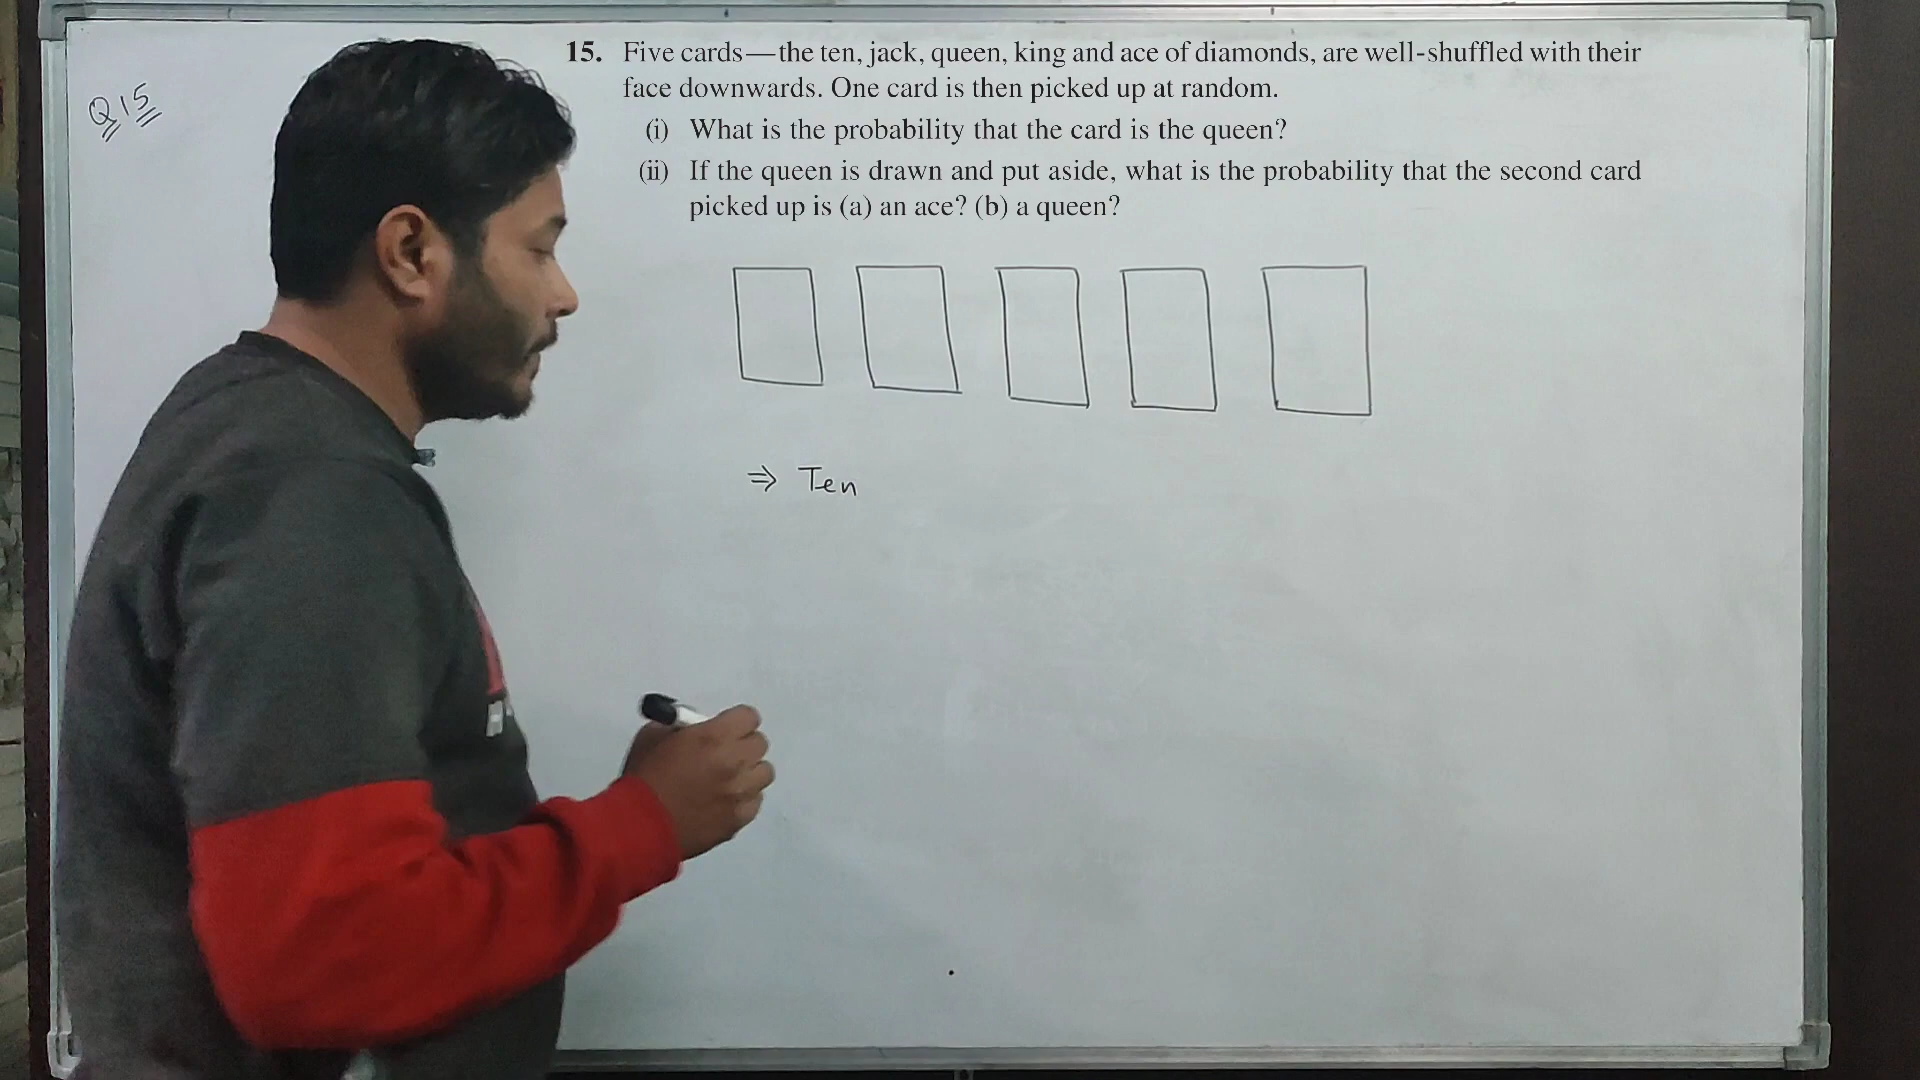 Q15
15. Five cards—the ten, jack, queen, king and ace of diamonds, are well-shuffled with their
face downwards. One card is then picked up at random.
(i) What is the probability that the card is the queen?
(ii) If the queen is drawn and put aside, what is the probability that the second card
picked up is (a) an ace? (b) a queen?
⇒ Ten